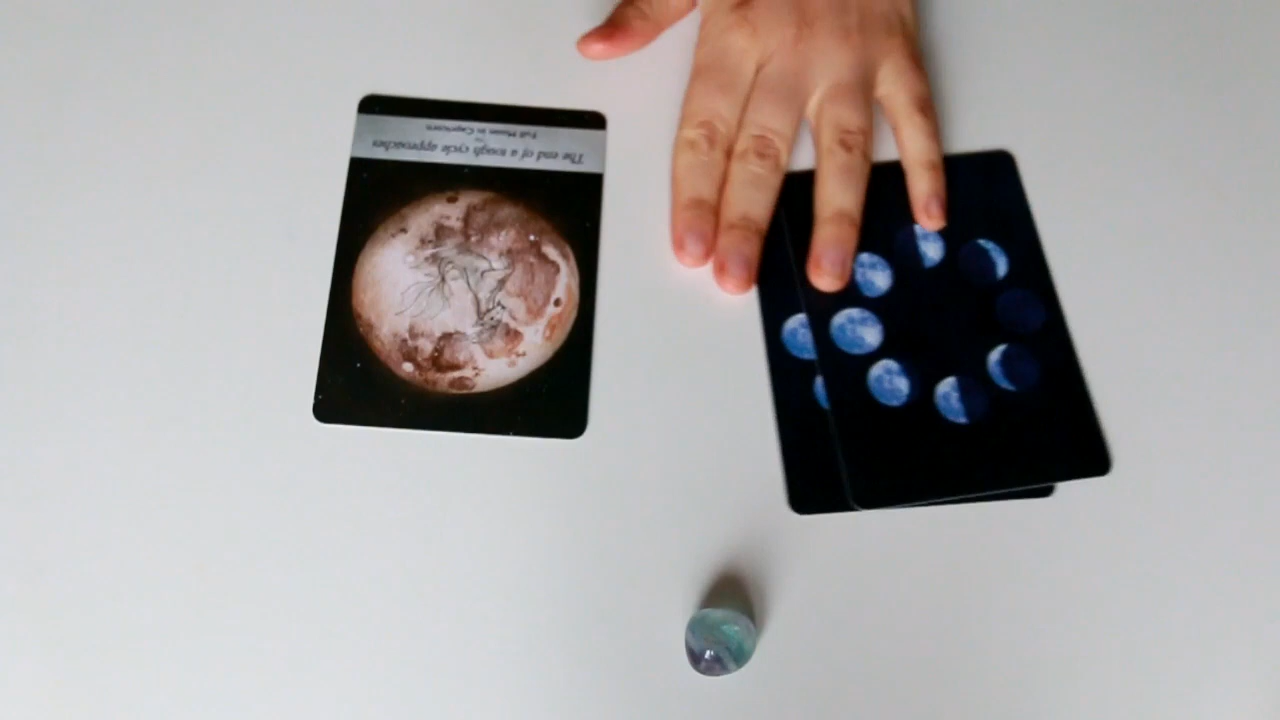 The end of a tough cycle approaches
Full Moon in Capricorn